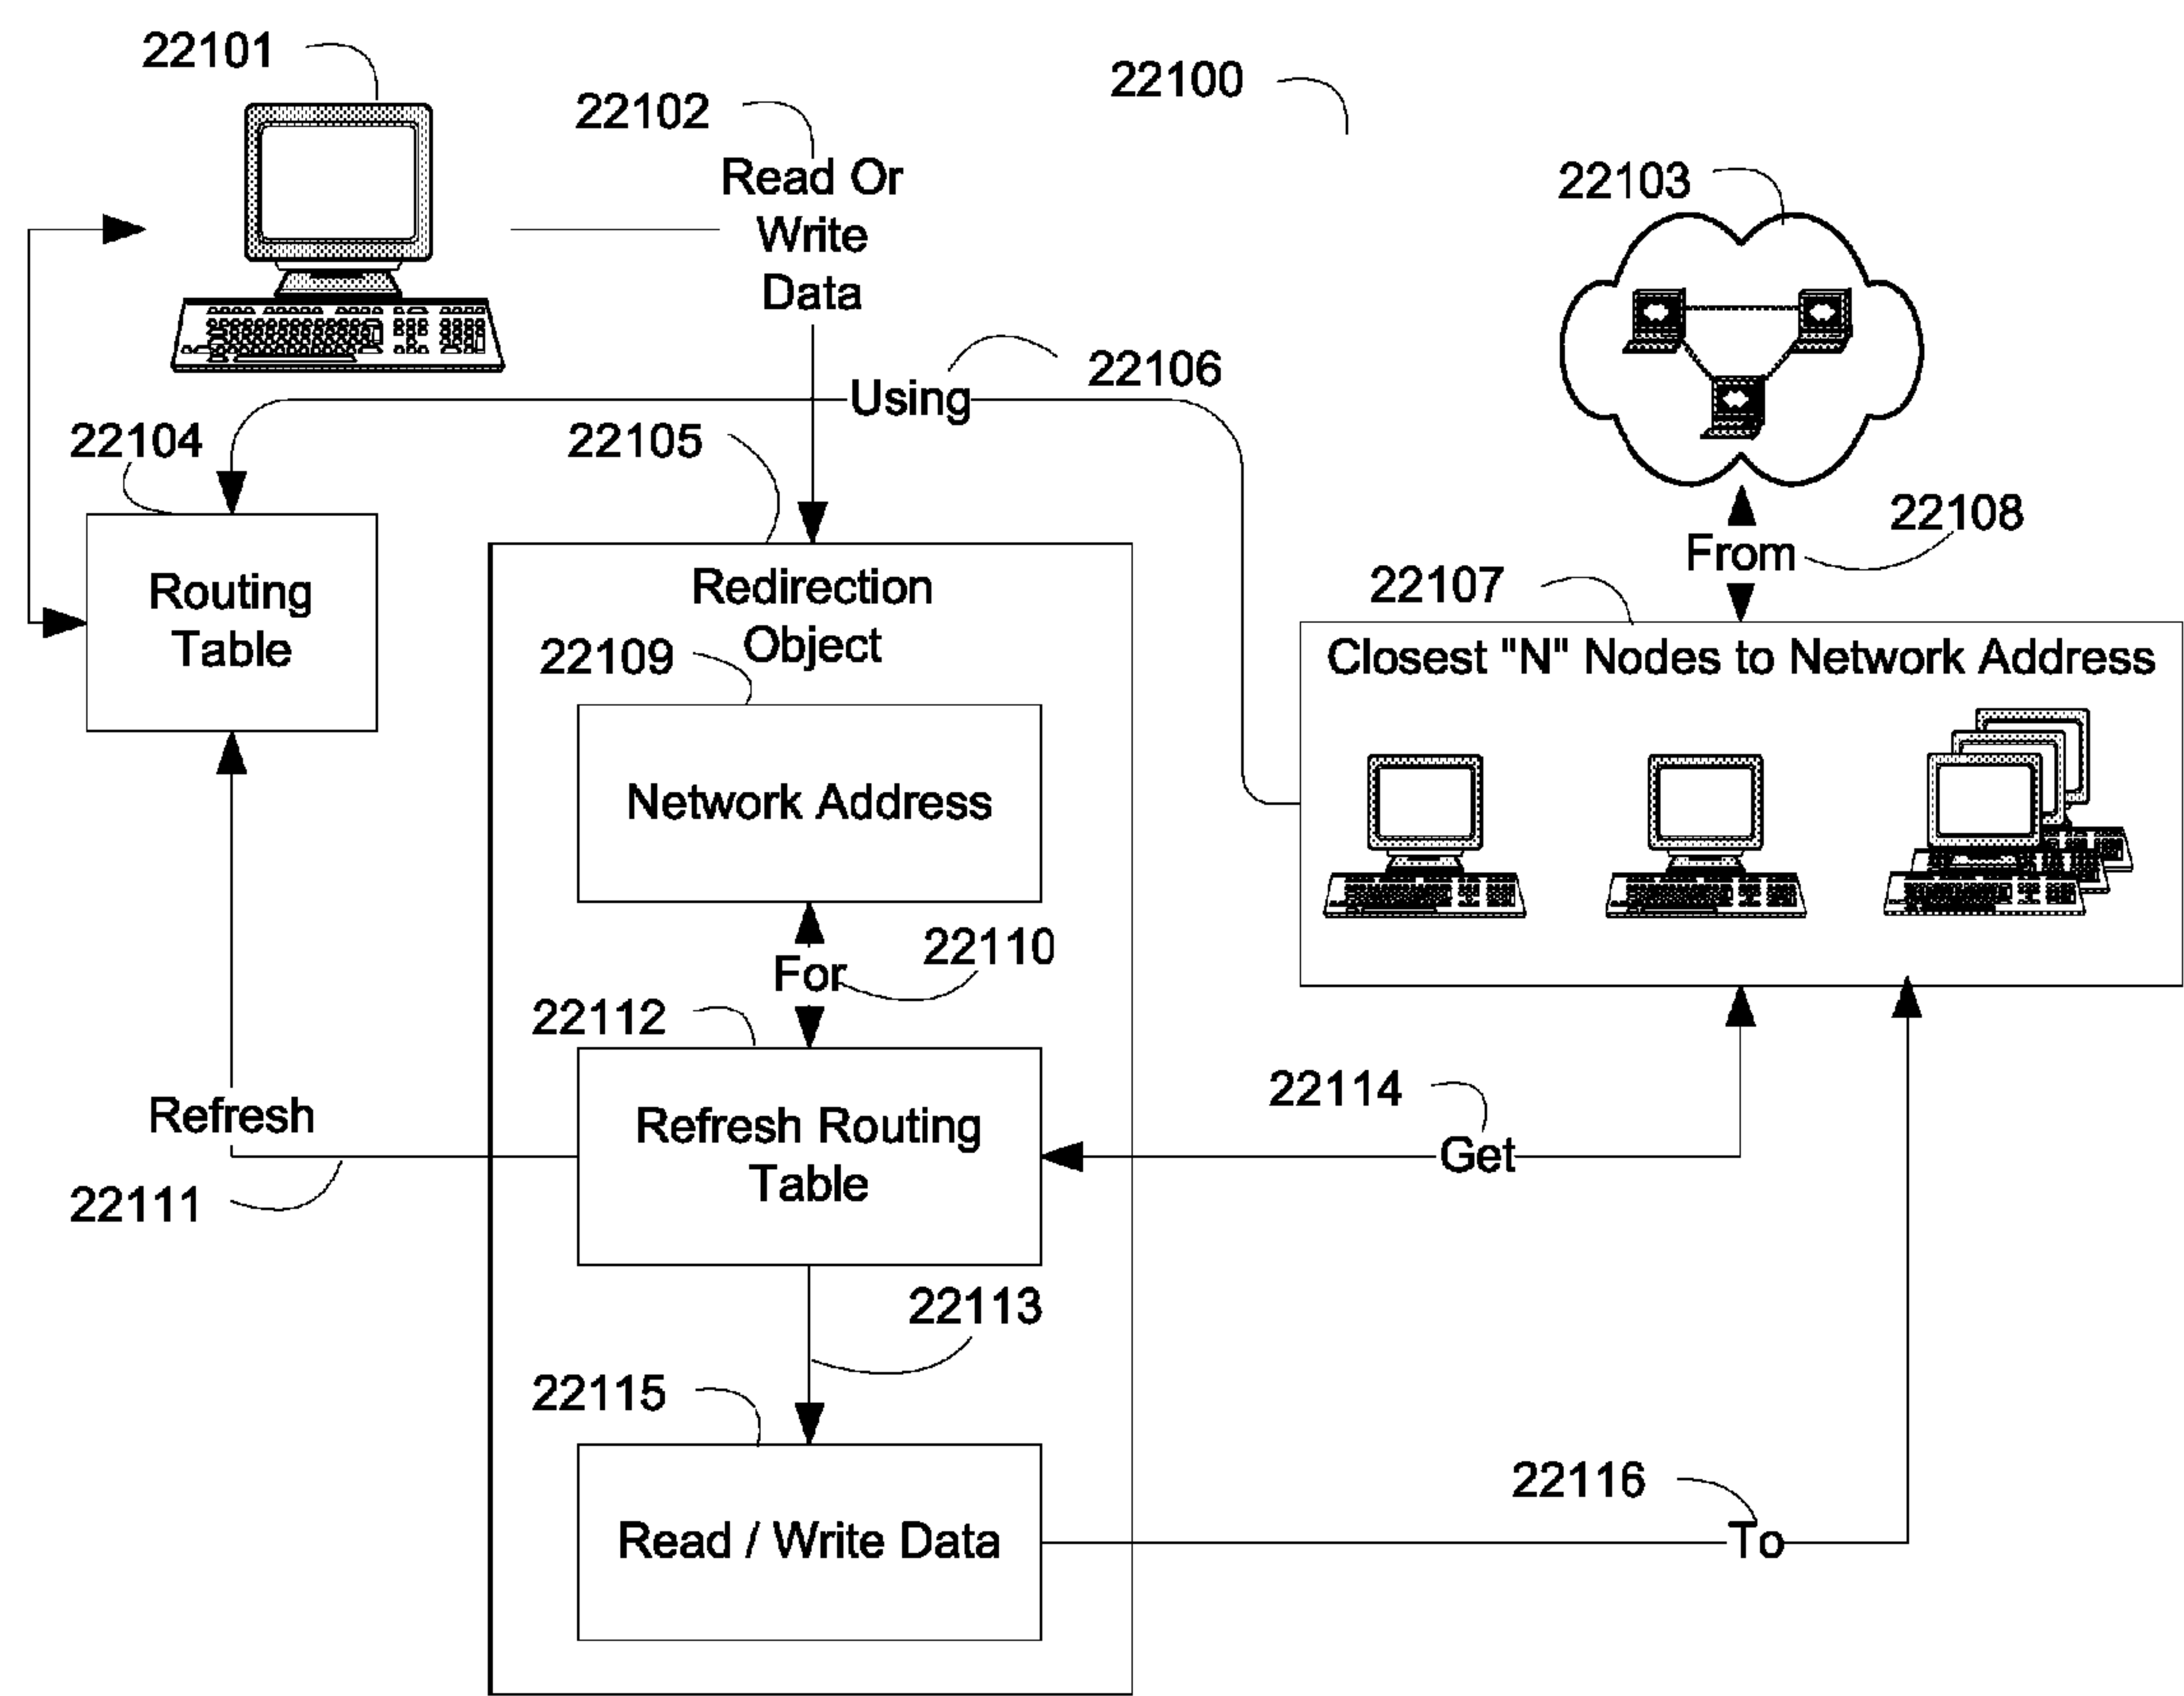 22101
22100
22102
Read Or
Write
Data
22103
22106
Using
22104
22105
22108
From
Routing
Table
Redirection
Object
22107
Closest "N" Nodes to Network Address
22109
Network Address
22110
For
22112
22114
Refresh
Refresh Routing
Table
Get
22111
22113
22115
22116
Read / Write Data
To